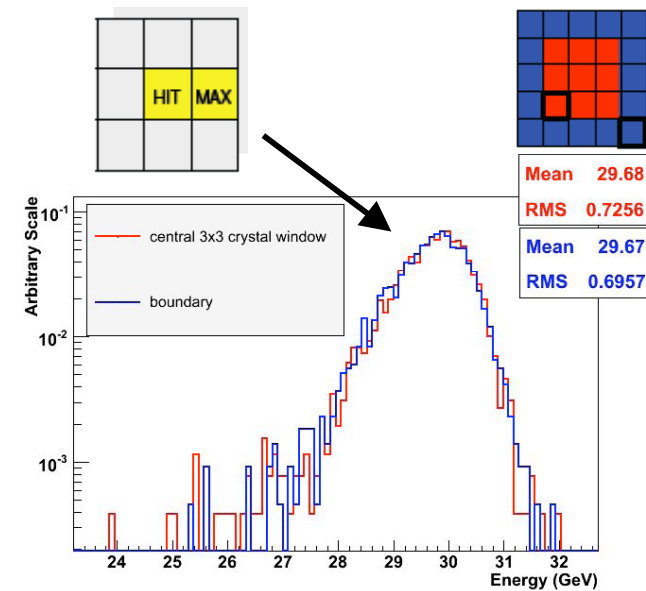 HIT MAX
Mean 29.68
RMS 0.7256
Mean 29.67
RMS 0.6957
Arbitrary Scale
10-1
10-2
10-3
central 3x3 crystal window
boundary
24 25 26 27 28 29 30 31 32
Energy (GeV)